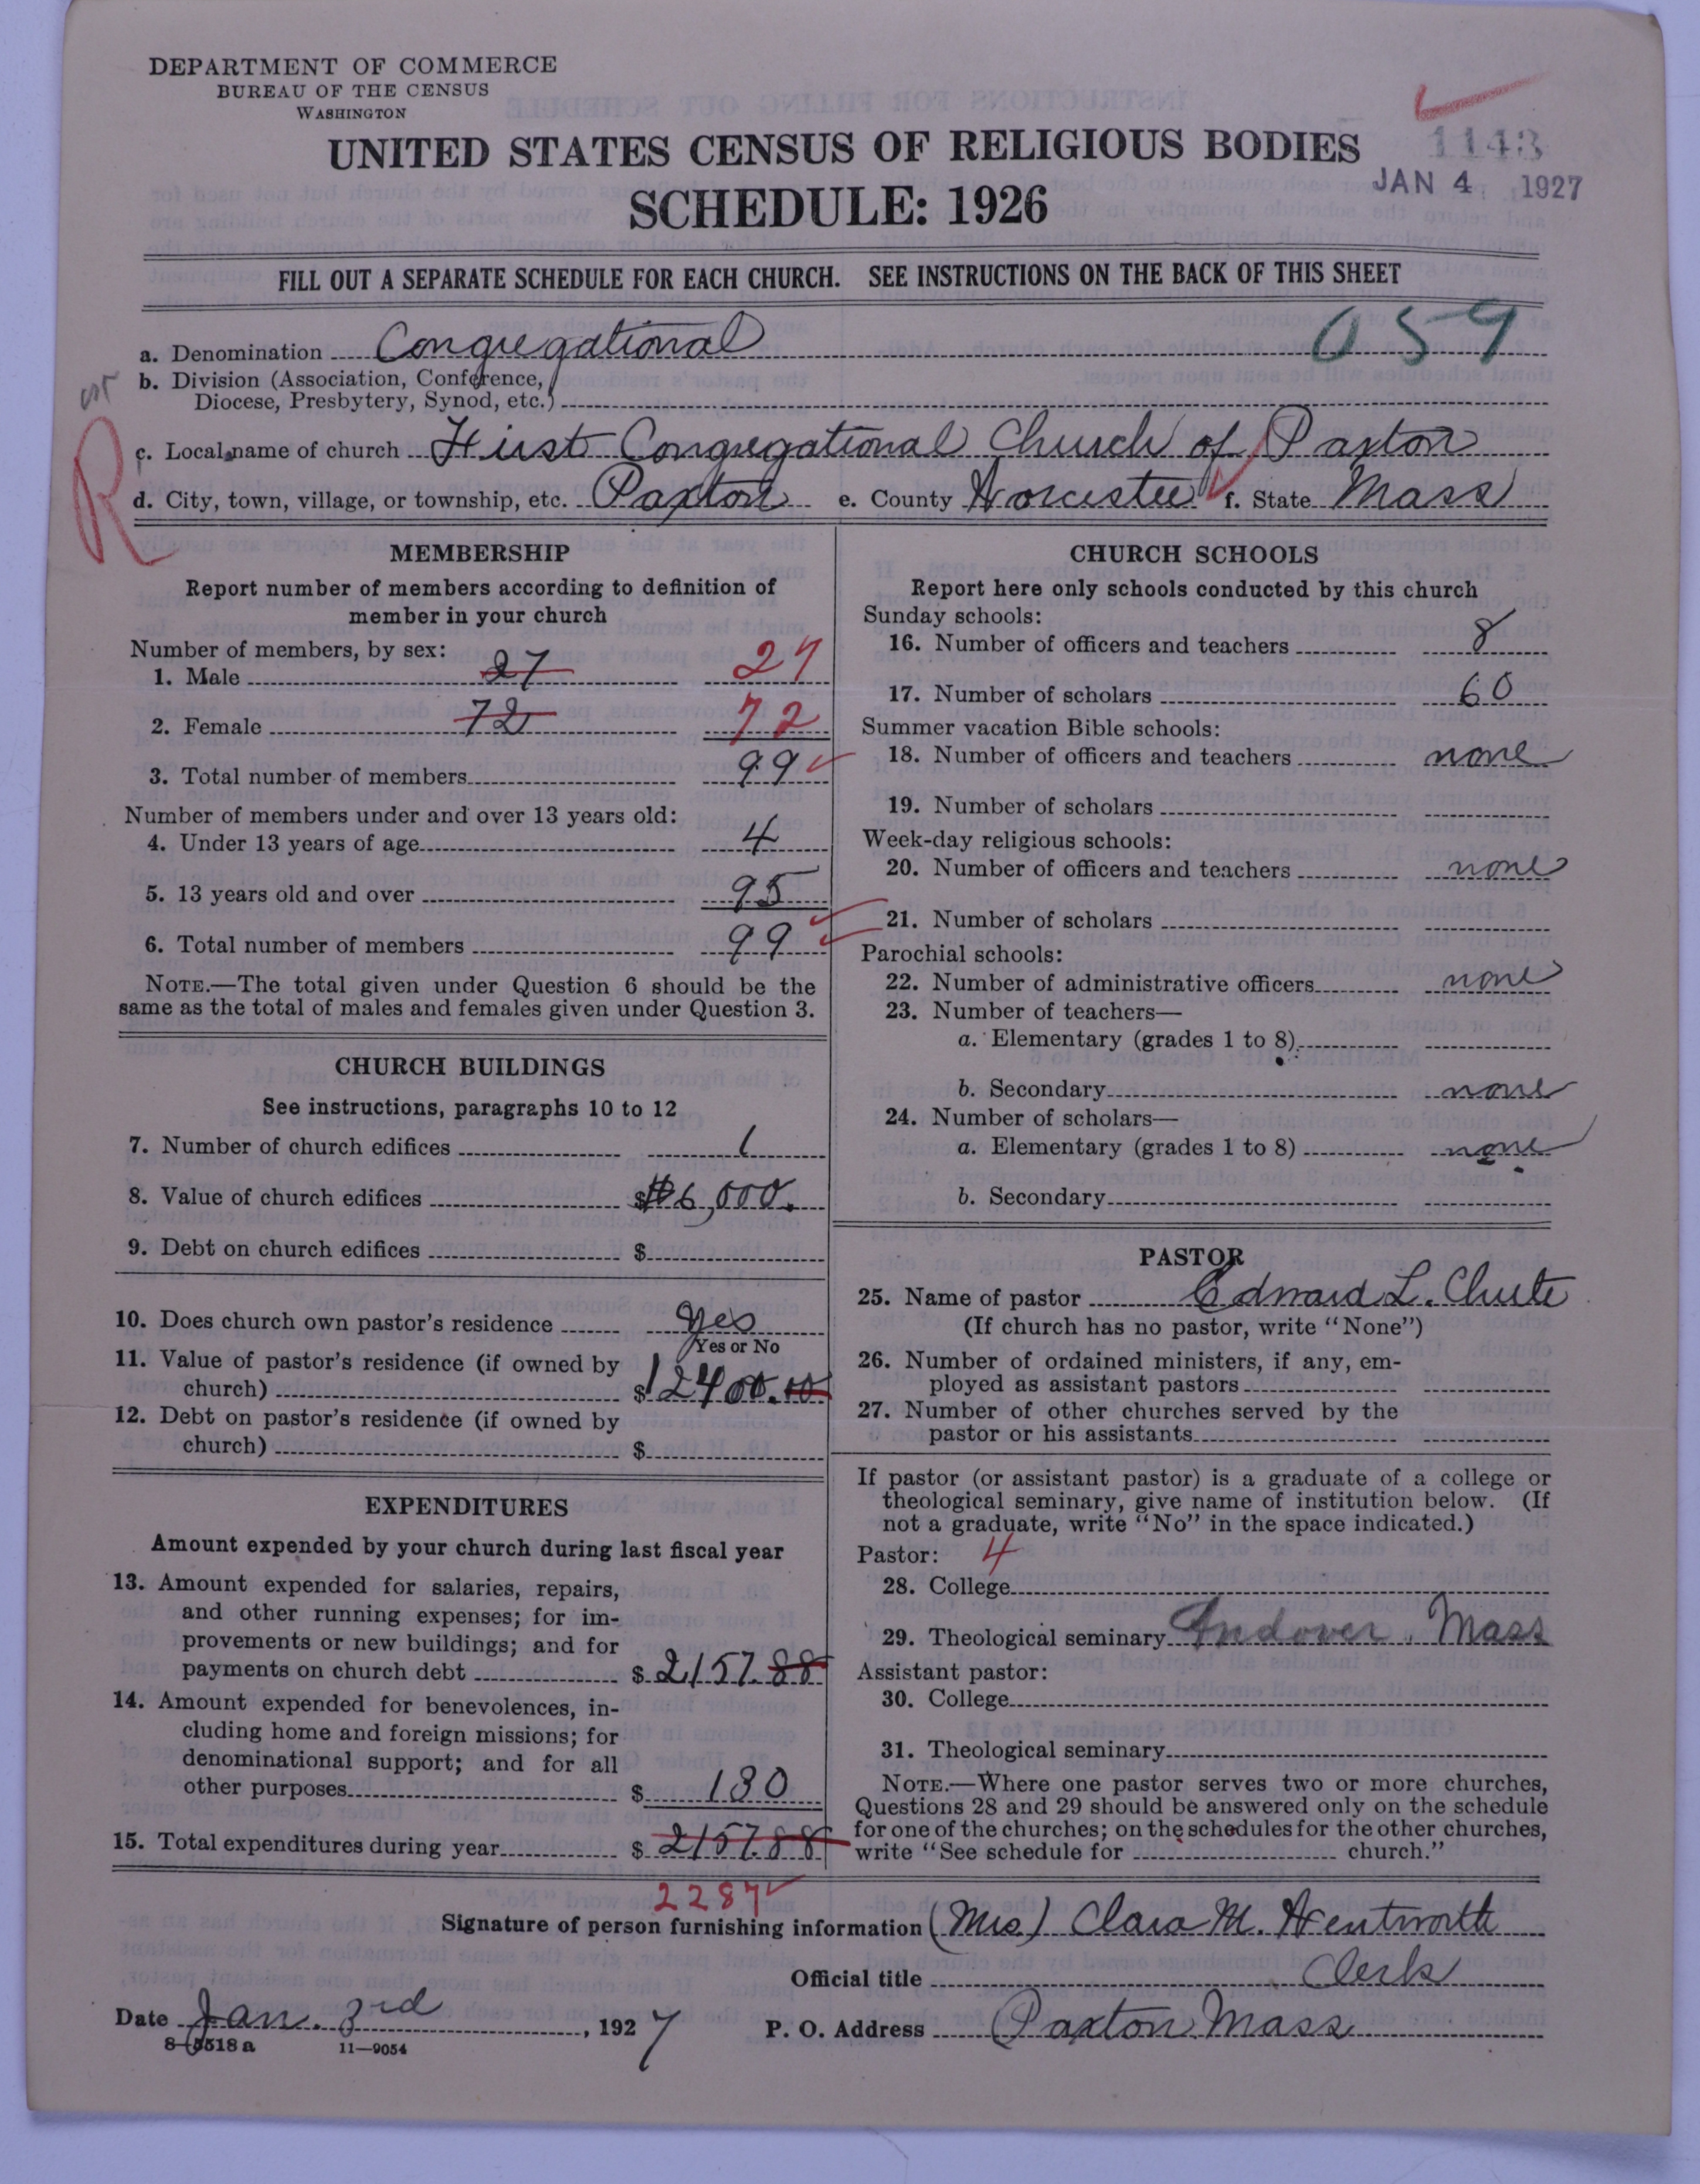 DEPARTMENT OF COMMERCE
BUREAU OF THE CENSUS
WASHINGTON
1143
JAN 4, 1927
UNITED STATES CENSUS OF RELIGIOUS BODIES
SCHEDULE: 1926
FILL OUT A SEPARATE SCHEDULE FOR EACH CHURCH. SEE INSTRUCTIONS ON THE BACK OF THIS SHEET
059
a. Denomination Congregational
b. Division (Association, Conference,
Diocese, Presbytery, Synod, etc.)
R
c. Local name of church First Congregational Church of Paxton
d. City, town, village, or township, etc. Paxton e. County Worcester f. State Mass
MEMBERSHIP
Report number of members according to definition of
member in your church
Number of members, by sex:
1. Male 27 27
2. Female 72 72
3. Total number of members 99
Number of members under and over 13 years old:
4. Under 13 years of age 4
5. 13 years old and over 95
6. Total number of members 99
NOTE.—The total given under Question 6 should be the
same as the total of males and females given under Question 3.
CHURCH BUILDINGS
See instructions, paragraphs 10 to 12
7. Number of church edifices 1
8. Value of church edifices $6,000.
9. Debt on church edifices $
10. Does church own pastor's residence yes
Yes or No
11. Value of pastor's residence (if owned by
church) $ 2400.00
12. Debt on pastor's residence (if owned by
church) $
EXPENDITURES
Amount expended by your church during last fiscal year
13. Amount expended for salaries, repairs,
and other running expenses; for im-
provements or new buildings; and for
payments on church debt $ 2157.88
14. Amount expended for benevolences, in-
cluding home and foreign missions; for
denominational support; and for all
other purposes $ 130
15. Total expenditures during year $ 2157.88
2287
CHURCH SCHOOLS
Report here only schools conducted by this church
Sunday schools:
16. Number of officers and teachers 8
17. Number of scholars 60
Summer vacation Bible schools:
18. Number of officers and teachers none
19. Number of scholars
Week-day religious schools:
20. Number of officers and teachers none
21. Number of scholars
Parochial schools:
22. Number of administrative officers none
23. Number of teachers—
a. Elementary (grades 1 to 8)
b. Secondary none
24. Number of scholars—
a. Elementary (grades 1 to 8) none
b. Secondary
PASTOR
25. Name of pastor Edward L. Chute
(If church has no pastor, write "None")
26. Number of ordained ministers, if any, em-
ployed as assistant pastors
27. Number of other churches served by the
pastor or his assistants
If pastor (or assistant pastor) is a graduate of a college or
theological seminary, give name of institution below. (If
not a graduate, write "No" in the space indicated.)
Pastor: 4
28. College
29. Theological seminary Andover, Mass
Assistant pastor:
30. College
31. Theological seminary
NOTE.—Where one pastor serves two or more churches,
Questions 28 and 29 should be answered only on the schedule
for one of the churches; on the schedules for the other churches,
write "See schedule for church."
Signature of person furnishing information (Mrs.) Clara M. Wentworth
Official title Clerk
Date Jan. 3rd, 1927 P. O. Address Paxton Mass
8-5518 a 11—9054